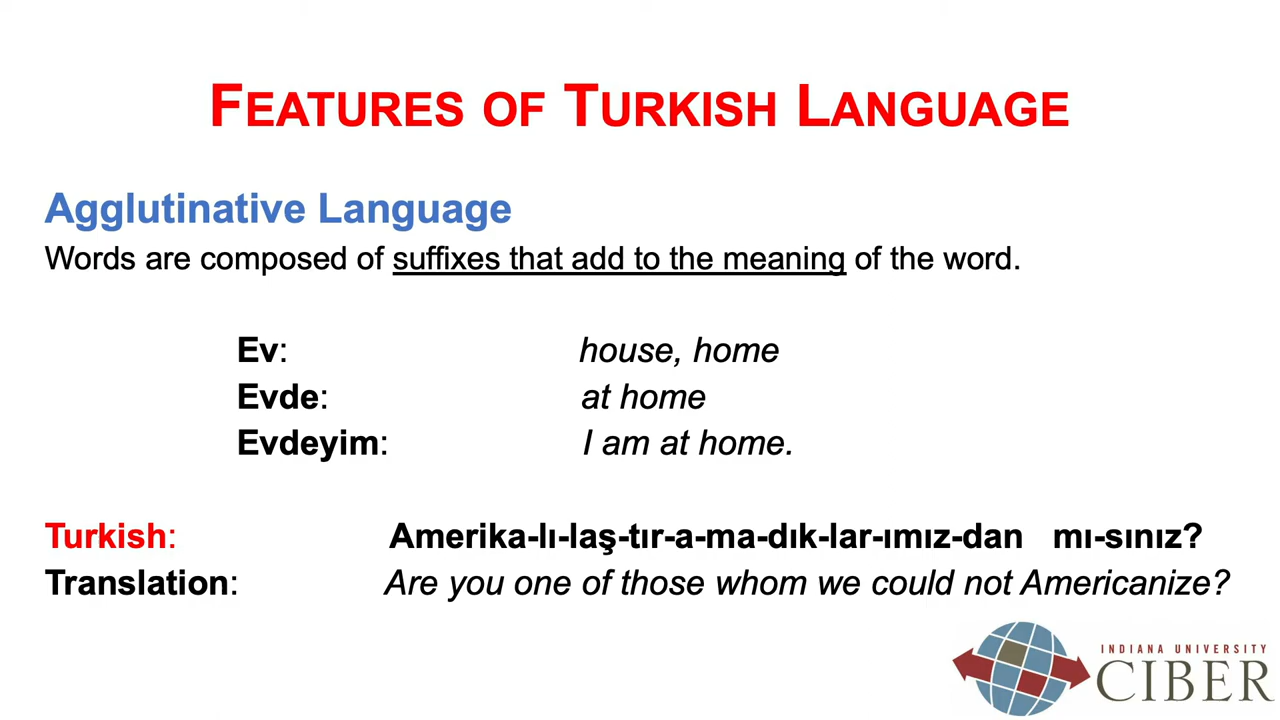 FEATURES OF TURKISH LANGUAGE
Agglutinative Language
Words are composed of suffixes that add to the meaning of the word.
Ev: house, home
Evde: at home
Evdeyim: I am at home.
Turkish: Amerika-lı-laş-tır-a-ma-dık-lar-ımız-dan mı-sınız?
Translation: Are you one of those whom we could not Americanize?
INDIANA UNIVERSITY
CIBER